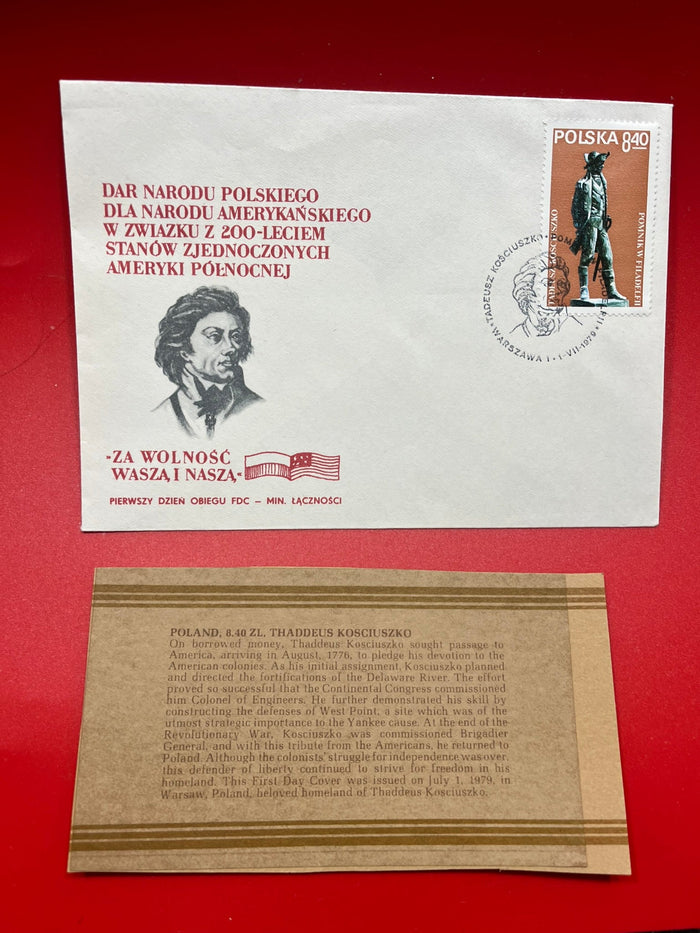 DAR NARODU POLSKIEGO
DLA NARODU AMERYKAŃSKIEGO
W ZWIAZKU Z 200-LECIEM
STANÓW ZJEDNOCZONYCH
AMERYKI PÓŁNOCNEJ
»ZA WOLNOŚĆ
WASZĄ I NASZĄ«
PIERWSZY DZIEŃ OBIEGU FDC – MIN. ŁĄCZNOŚCI
POLSKA 840
TADEUSZ KOŚCIUSZKO
POMNIK W FILADELFII
TADEUSZ KOŚCIUSZKO
WARSZAWA 1 · 1-VII-1979
POLAND, 8.40 ZL. THADDEUS KOSCIUSZKO
On borrowed money, Thaddeus Kosciuszko sought passage to
America, arriving in August, 1776, to pledge his devotion to the
American colonies. As his initial assignment, Kosciuszko planned
and directed the fortifications of the Delaware River. The effort
proved so successful that the Continental Congress commissioned
him Colonel of Engineers. He further demonstrated his skill by
constructing the defenses of West Point, a site which was of the
utmost strategic importance to the Yankee cause. At the end of the
Revolutionary War, Kosciuszko was commissioned Brigadier
General, and with this tribute from the Americans, he returned to
Poland. Although the colonists' struggle for independence was over,
this defender of liberty continued to strive for freedom in his
homeland. This First Day Cover was issued on July 1, 1979, in
Warsaw, Poland, beloved homeland of Thaddeus Kosciuszko.